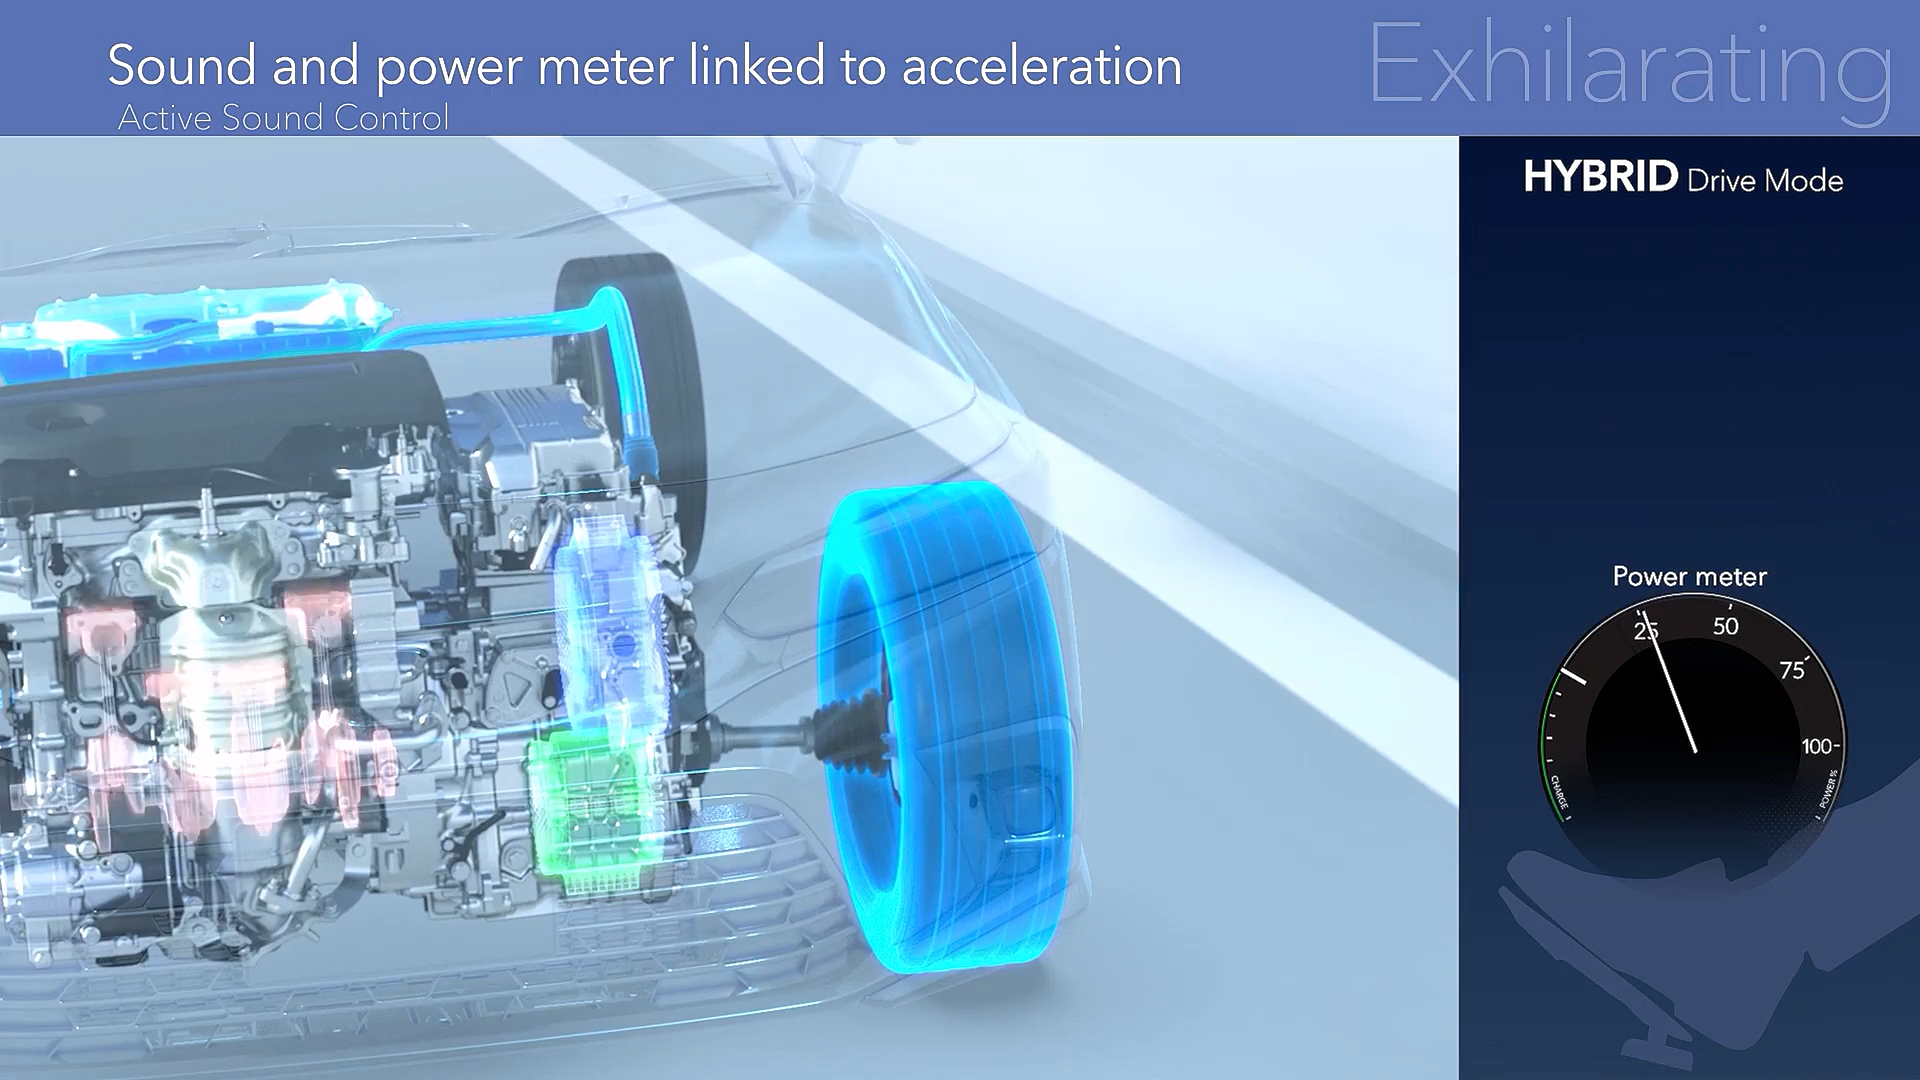 Sound and power meter linked to acceleration
Exhilarating
Active Sound Control
HYBRID Drive Mode
Power meter
25
50
75
100
CHARGE
POWER%